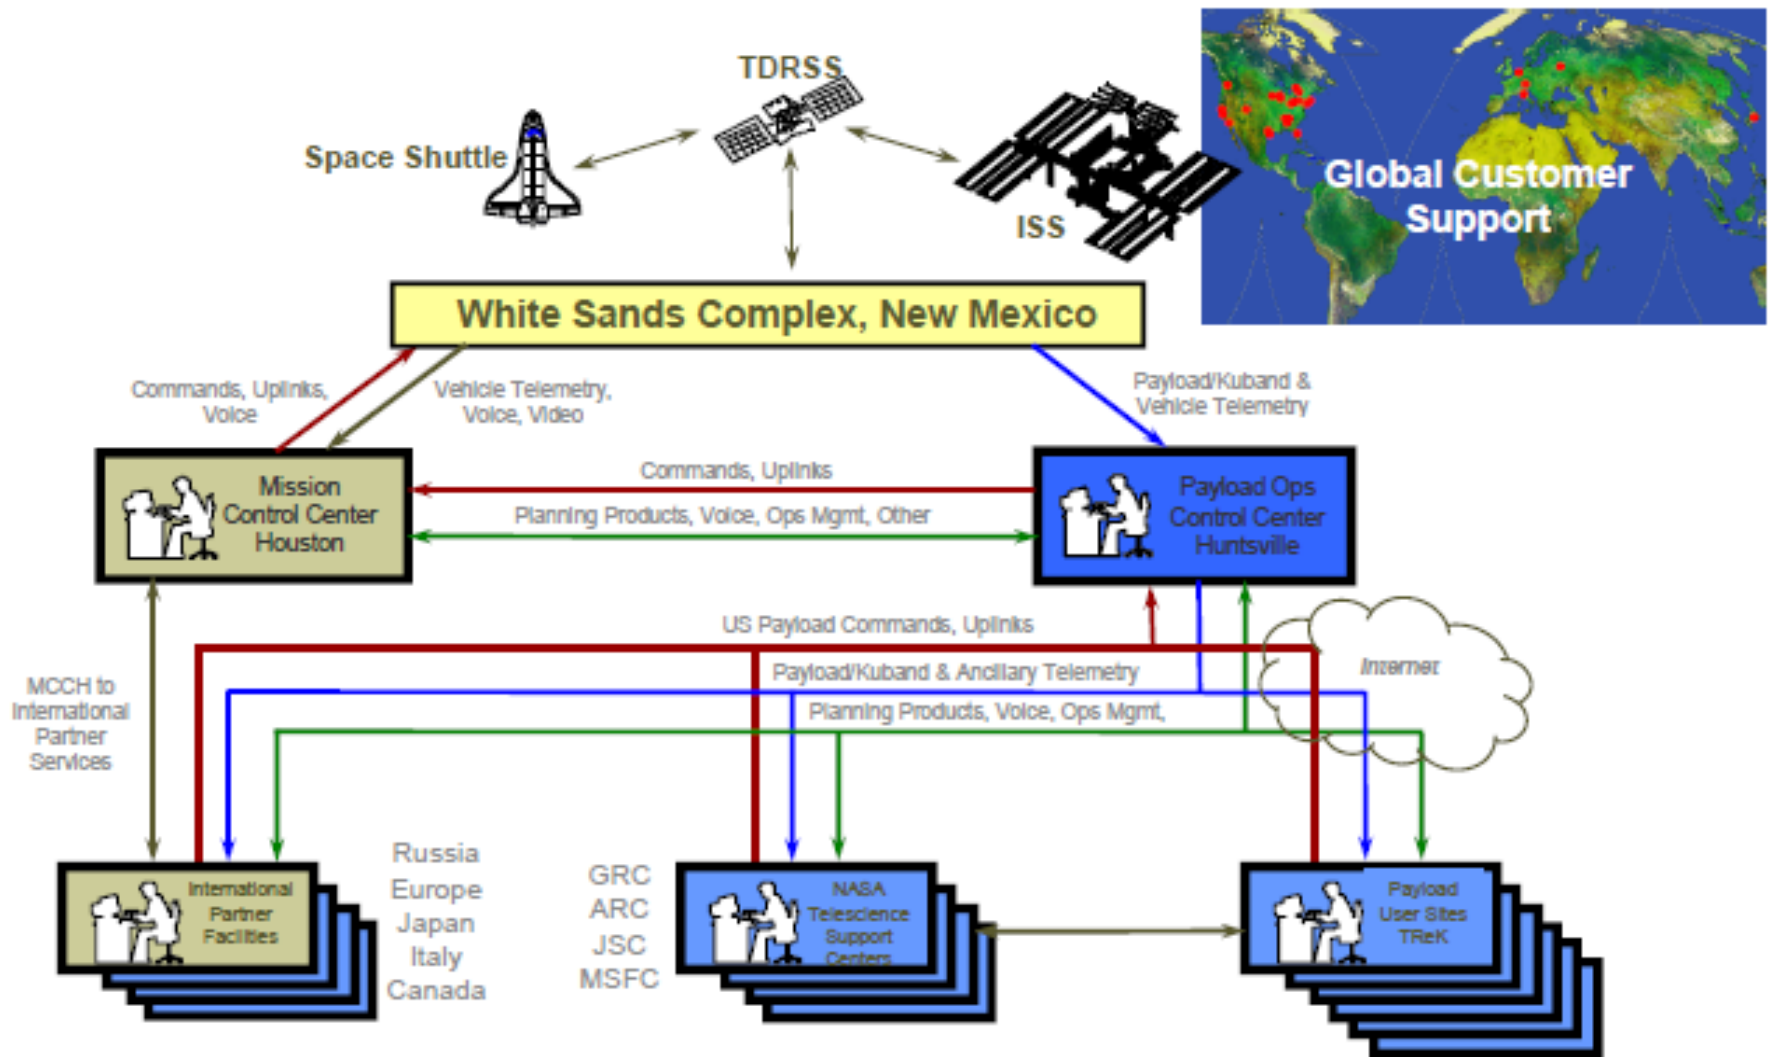 TDRSS
Space Shuttle
ISS
Global Customer
Support
White Sands Complex, New Mexico
Commands, Uplinks,
Voice
Vehicle Telemetry,
Voice, Video
Payload/Kuband &
Vehicle Telemetry
Mission
Control Center
Houston
Commands, Uplinks
Planning Products, Voice, Ops Mgmt, Other
Payload Ops
Control Center
Huntsville
US Payload Commands, Uplinks
Payload/Kuband & Ancillary Telemetry
Planning Products, Voice, Ops Mgmt,
Internet
MCCH to
International
Partner
Services
International
Partner
Facilities
Russia
Europe
Japan
Italy
Canada
GRC
ARC
JSC
MSFC
NASA
Telescience
Support
Centers
Payload
User Sites
TReK